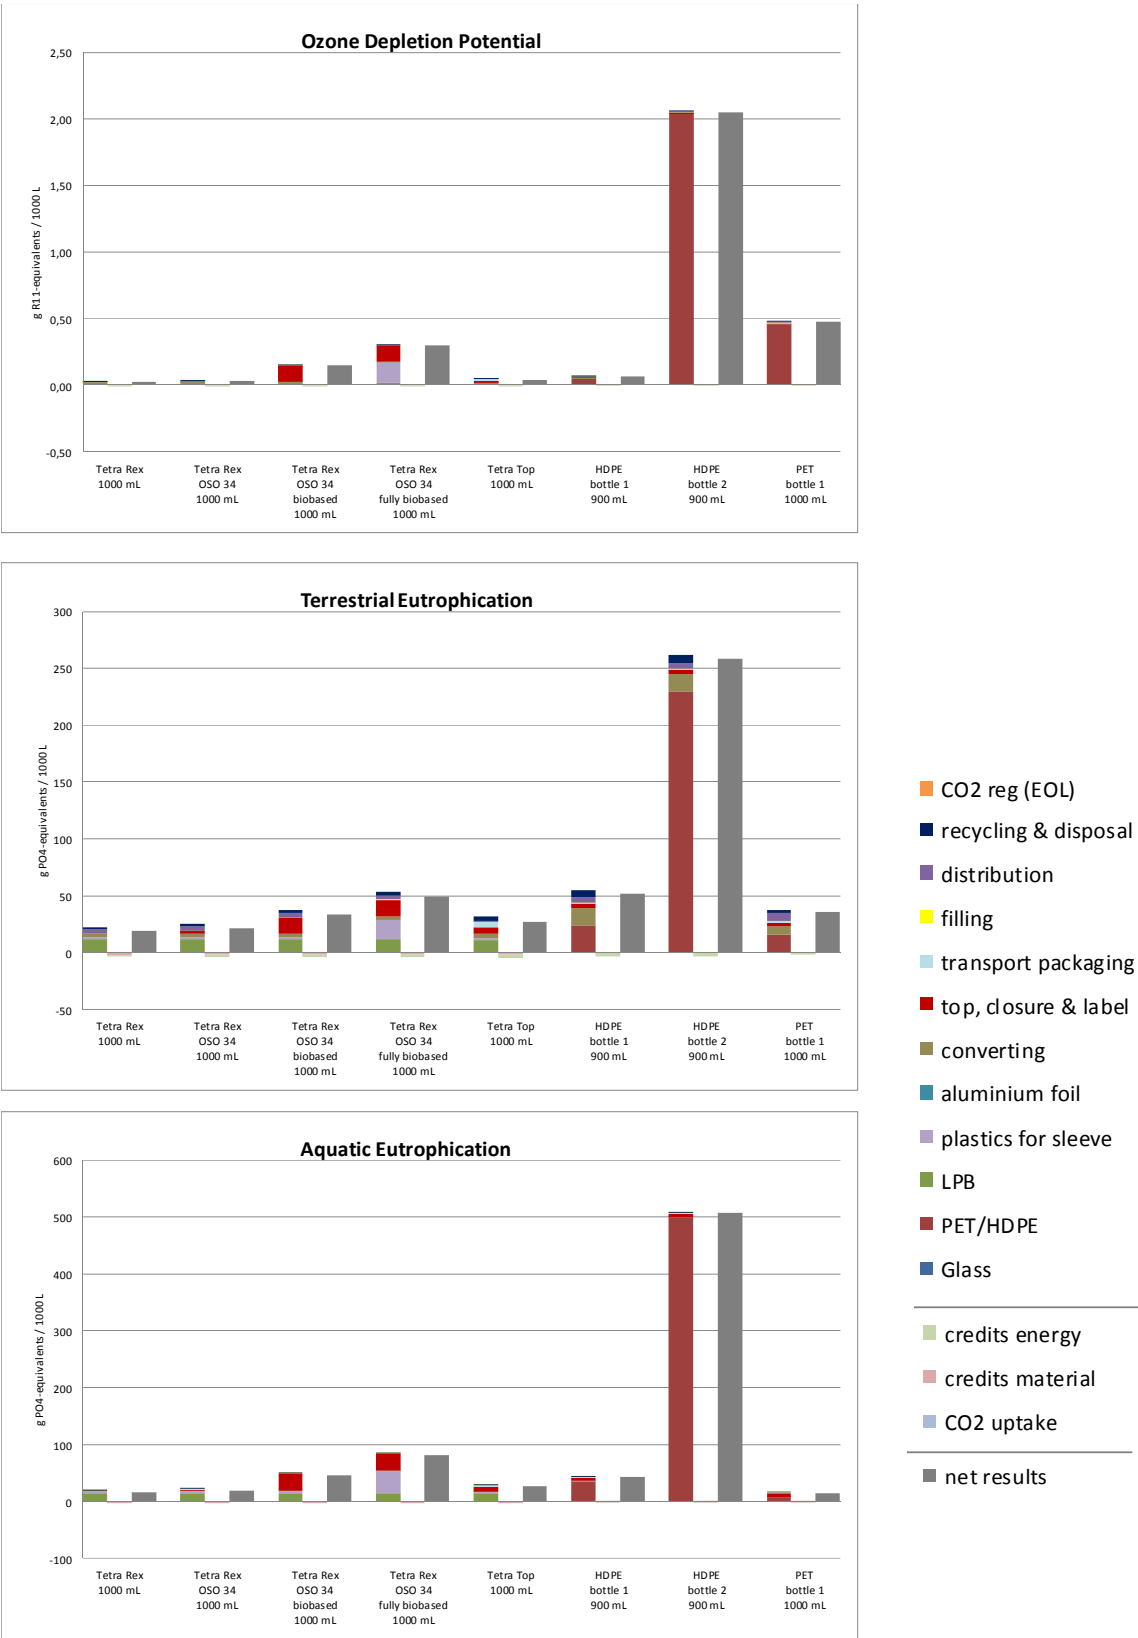 Ozone Depletion Potential
2,50
2,00
1,50
1,00
0,50
0,00
-0,50
g R11-equivalents / 1000 L
Tetra Rex
1000 mL
Tetra Rex
OSO 34
1000 mL
Tetra Rex
OSO 34
biobased
1000 mL
Tetra Rex
OSO 34
fully biobased
1000 mL
Tetra Top
1000 mL
HDPE
bottle 1
900 mL
HDPE
bottle 2
900 mL
PET
bottle 1
1000 mL
Terrestrial Eutrophication
300
250
200
150
100
50
0
-50
g PO4-equivalents / 1000 L
Tetra Rex
1000 mL
Tetra Rex
OSO 34
1000 mL
Tetra Rex
OSO 34
biobased
1000 mL
Tetra Rex
OSO 34
fully biobased
1000 mL
Tetra Top
1000 mL
HDPE
bottle 1
900 mL
HDPE
bottle 2
900 mL
PET
bottle 1
1000 mL
Aquatic Eutrophication
600
500
400
300
200
100
0
-100
g PO4-equivalents / 1000 L
Tetra Rex
1000 mL
Tetra Rex
OSO 34
1000 mL
Tetra Rex
OSO 34
biobased
1000 mL
Tetra Rex
OSO 34
fully biobased
1000 mL
Tetra Top
1000 mL
HDPE
bottle 1
900 mL
HDPE
bottle 2
900 mL
PET
bottle 1
1000 mL
CO2 reg (EOL)
recycling & disposal
distribution
filling
transport packaging
top, closure & label
converting
aluminium foil
plastics for sleeve
LPB
PET/HDPE
Glass
credits energy
credits material
CO2 uptake
net results